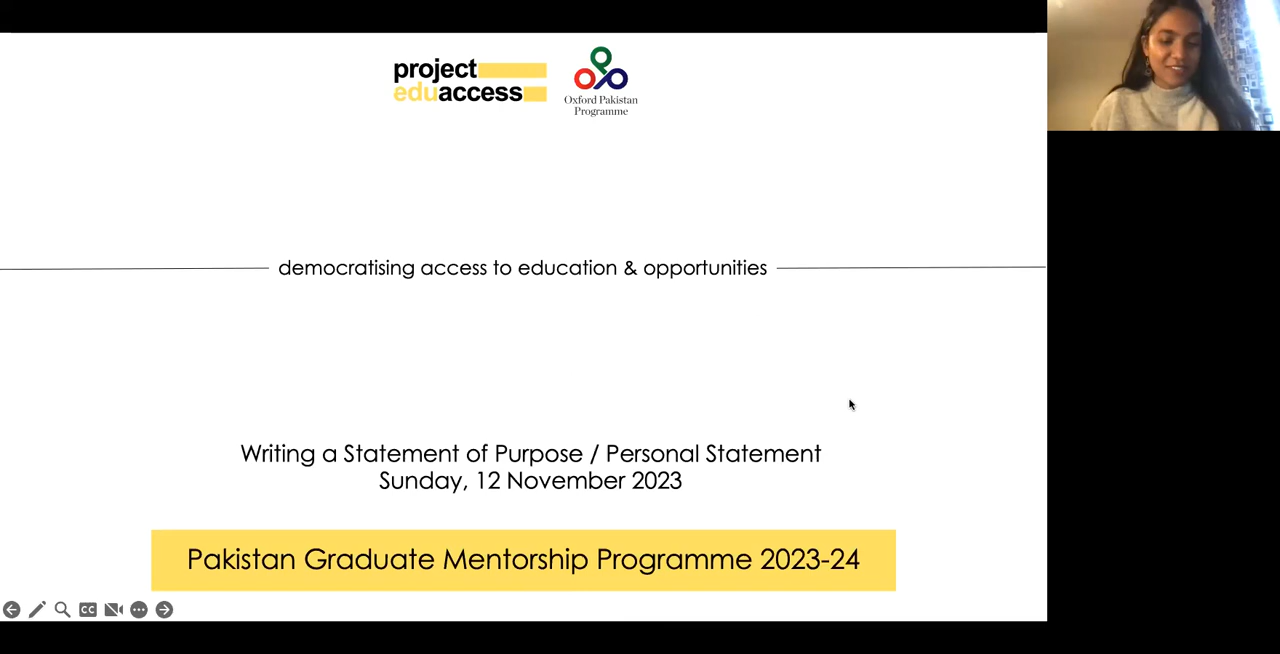 project
eduaccess
Oxford Pakistan
Programme
democratising access to education & opportunities
Writing a Statement of Purpose / Personal Statement
Sunday, 12 November 2023
Pakistan Graduate Mentorship Programme 2023-24
CC